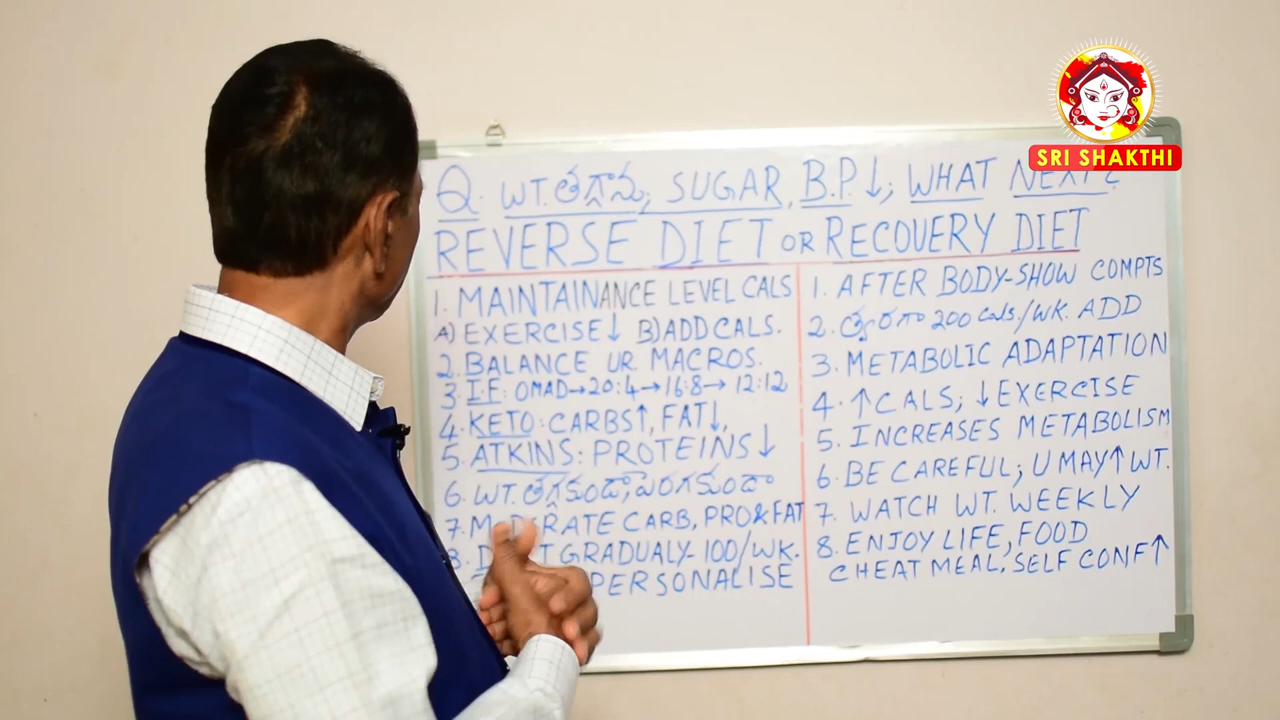 SRI SHAKTHI
Q. WT. తగ్గాను; SUGAR, B.P.↓; WHAT NEXT?
REVERSE DIET OR RECOVERY DIET
1. MAINTAINANCE LEVEL CALS
A) EXERCISE↓ B) ADD CALS.
2. BALANCE UR. MACROS.
3. I.F: OMAD→20:4→16:8→12:12
4. KETO: CARBS↑, FAT↓,
5. ATKINS: PROTEINS↓
6. WT. తగ్గకుండా, పెరగకుండా
7. MODERATE CARB, PRO&FAT
8. GRADUALY-100/WK.
PERSONALISE
1. AFTER BODY-SHOW COMPTS
2. త్వరగా 200 cals./WK. ADD
3. METABOLIC ADAPTATION
4. ↑CALS; ↓EXERCISE
5. INCREASES METABOLISM
6. BE CAREFUL; U MAY↑WT.
7. WATCH WT. WEEKLY
8. ENJOY LIFE, FOOD
CHEAT MEAL, SELF CONF↑